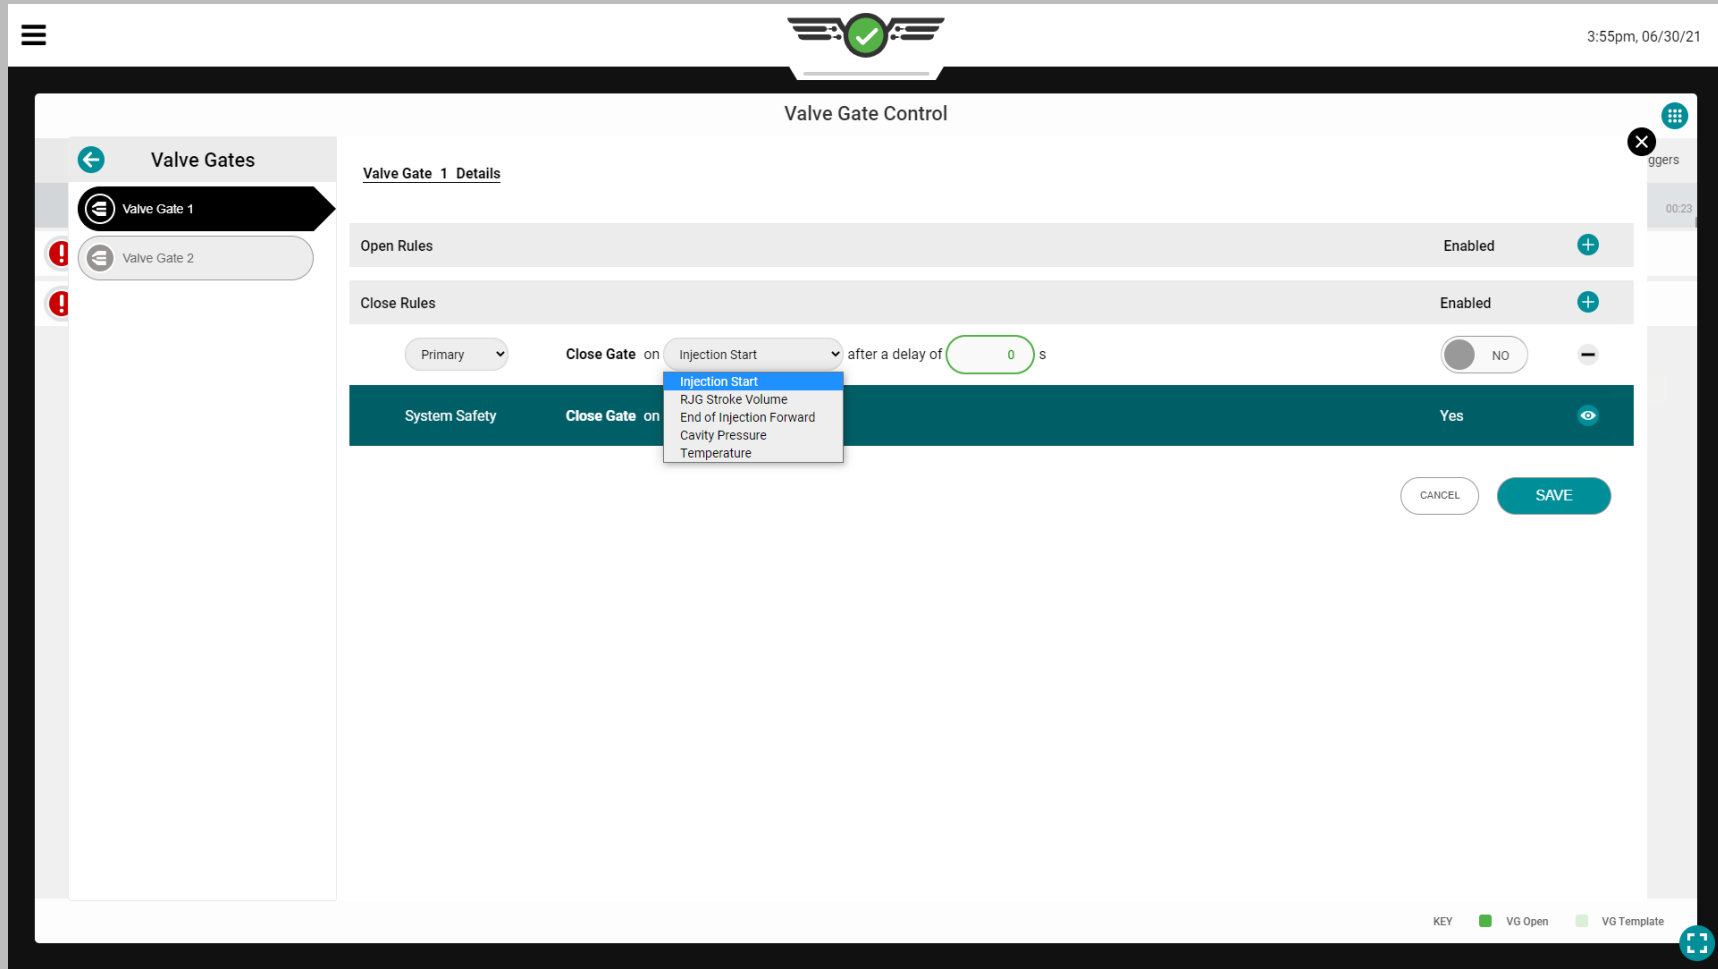 3:55pm, 06/30/21
Valve Gate Control
Valve Gates
ggers
Valve Gate 1 Details
Valve Gate 1
00:23
Open Rules Enabled
Valve Gate 2
Close Rules Enabled
Primary Close Gate on Injection Start after a delay of 0 s NO
Injection Start
RJG Stroke Volume
End of Injection Forward
Cavity Pressure
Temperature
System Safety Close Gate on Yes
CANCEL SAVE
KEY VG Open VG Template